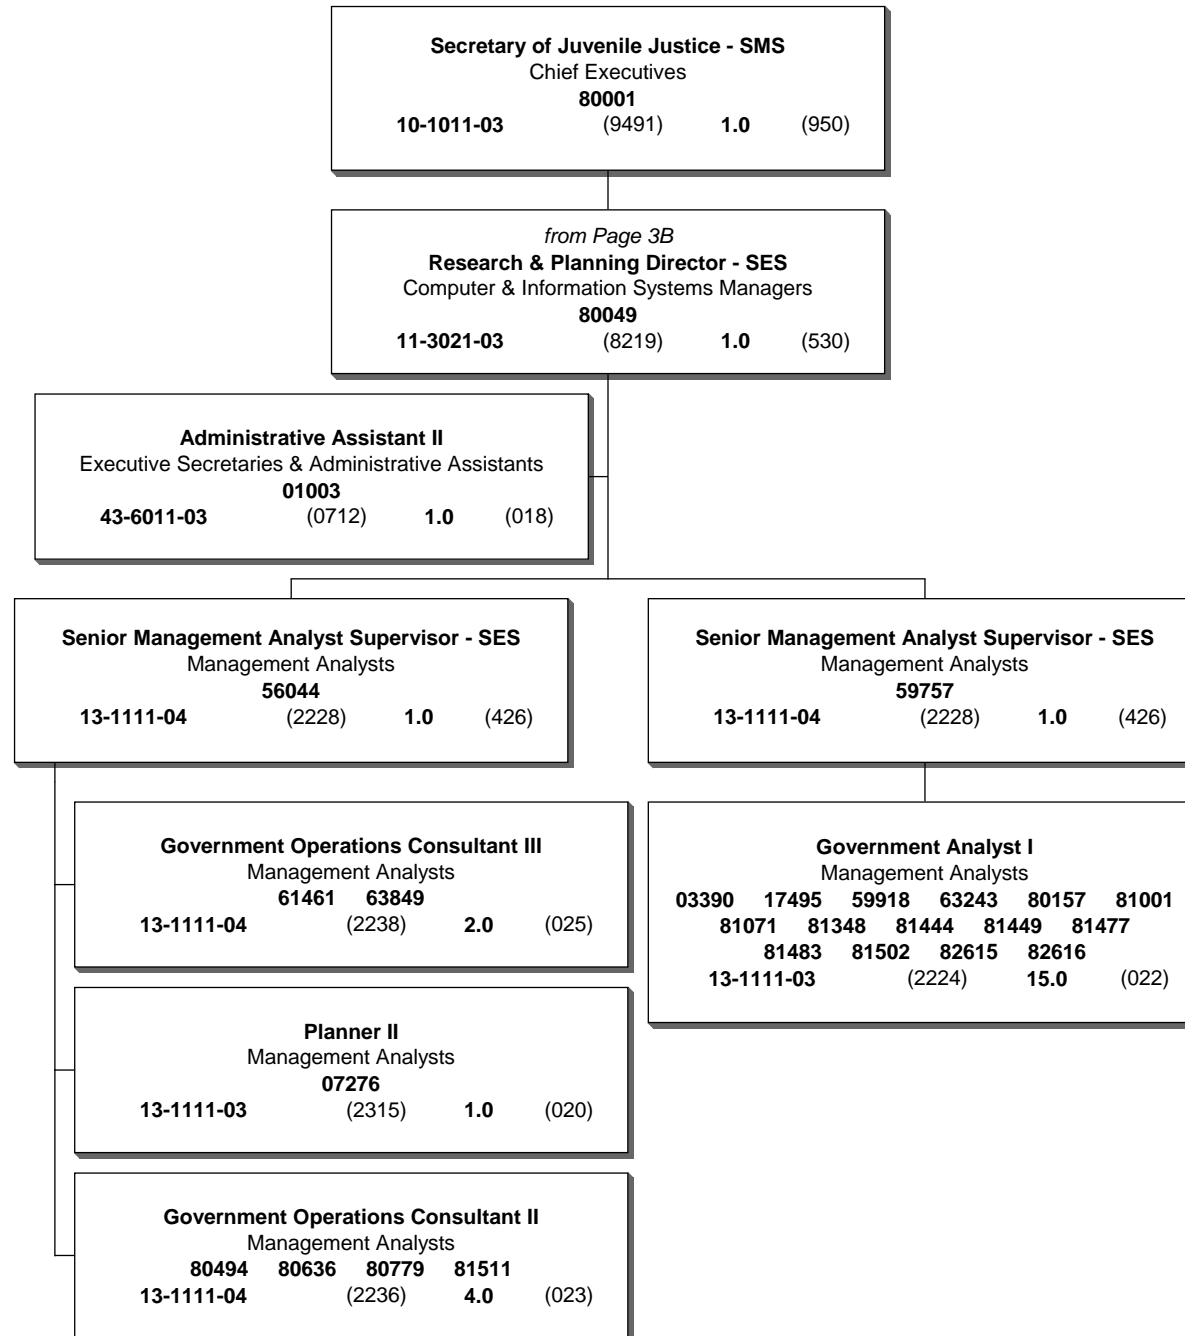 Secretary of Juvenile Justice - SMS
Chief Executives
80001
10-1011-03 (9491) 1.0 (950)
from Page 3B
Research & Planning Director - SES
Computer & Information Systems Managers
80049
11-3021-03 (8219) 1.0 (530)
Administrative Assistant II
Executive Secretaries & Administrative Assistants
01003
43-6011-03 (0712) 1.0 (018)
Senior Management Analyst Supervisor - SES
Management Analysts
56044
13-1111-04 (2228) 1.0 (426)
Government Operations Consultant III
Management Analysts
61461 63849
13-1111-04 (2238) 2.0 (025)
Planner II
Management Analysts
07276
13-1111-03 (2315) 1.0 (020)
Government Operations Consultant II
Management Analysts
80494 80636 80779 81511
13-1111-04 (2236) 4.0 (023)
Senior Management Analyst Supervisor - SES
Management Analysts
59757
13-1111-04 (2228) 1.0 (426)
Government Analyst I
Management Analysts
03390 17495 59918 63243 80157 81001
81071 81348 81444 81449 81477
81483 81502 82615 82616
13-1111-03 (2224) 15.0 (022)